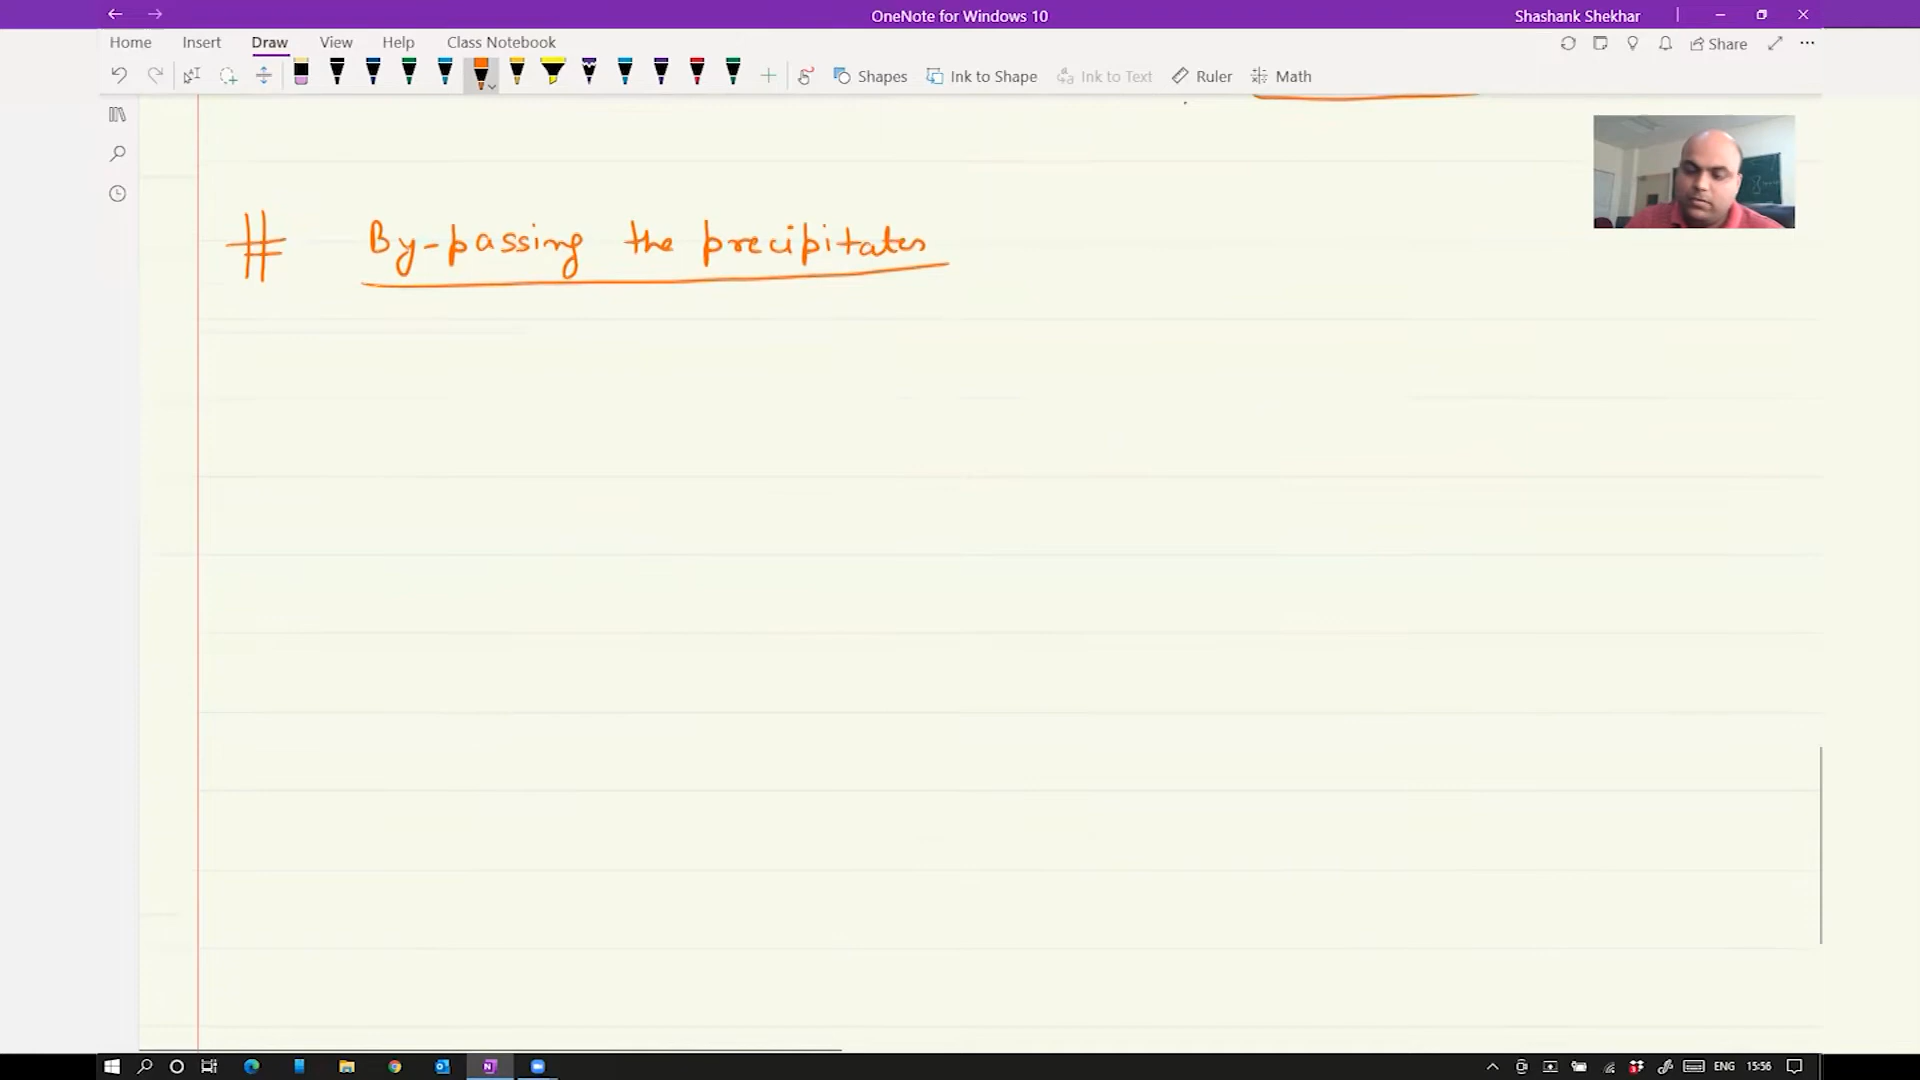 OneNote for Windows 10
Shashank Shekhar
Home Insert Draw View Help Class Notebook
Share
Shapes Ink to Shape Ink to Text Ruler Math
# By-passing the precipitates
ENG 15:56